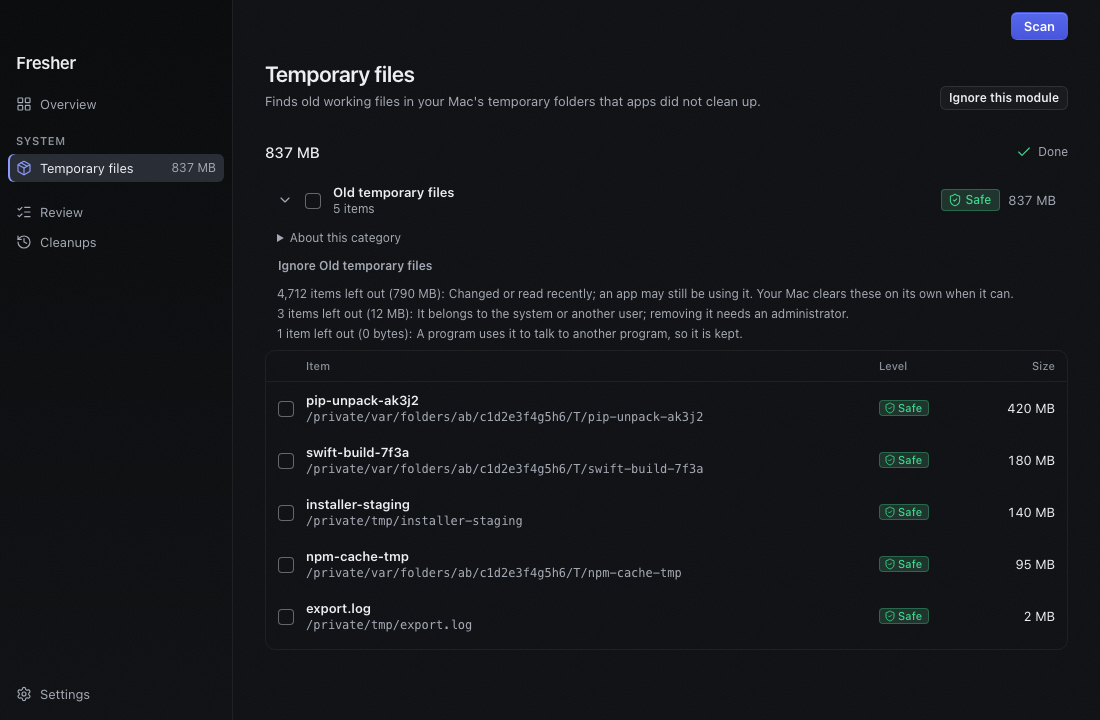 Scan
Fresher
Overview
SYSTEM
Temporary files 837 MB
Review
Cleanups
Settings
Temporary files
Finds old working files in your Mac's temporary folders that apps did not clean up.
Ignore this module
837 MB
Done
Old temporary files
5 items
Safe 837 MB
About this category
Ignore Old temporary files
4,712 items left out (790 MB): Changed or read recently; an app may still be using it. Your Mac clears these on its own when it can.
3 items left out (12 MB): It belongs to the system or another user; removing it needs an administrator.
1 item left out (0 bytes): A program uses it to talk to another program, so it is kept.
Item Level Size
pip-unpack-ak3j2
/private/var/folders/ab/c1d2e3f4g5h6/T/pip-unpack-ak3j2
Safe 420 MB
swift-build-7f3a
/private/var/folders/ab/c1d2e3f4g5h6/T/swift-build-7f3a
Safe 180 MB
installer-staging
/private/tmp/installer-staging
Safe 140 MB
npm-cache-tmp
/private/var/folders/ab/c1d2e3f4g5h6/T/npm-cache-tmp
Safe 95 MB
export.log
/private/tmp/export.log
Safe 2 MB